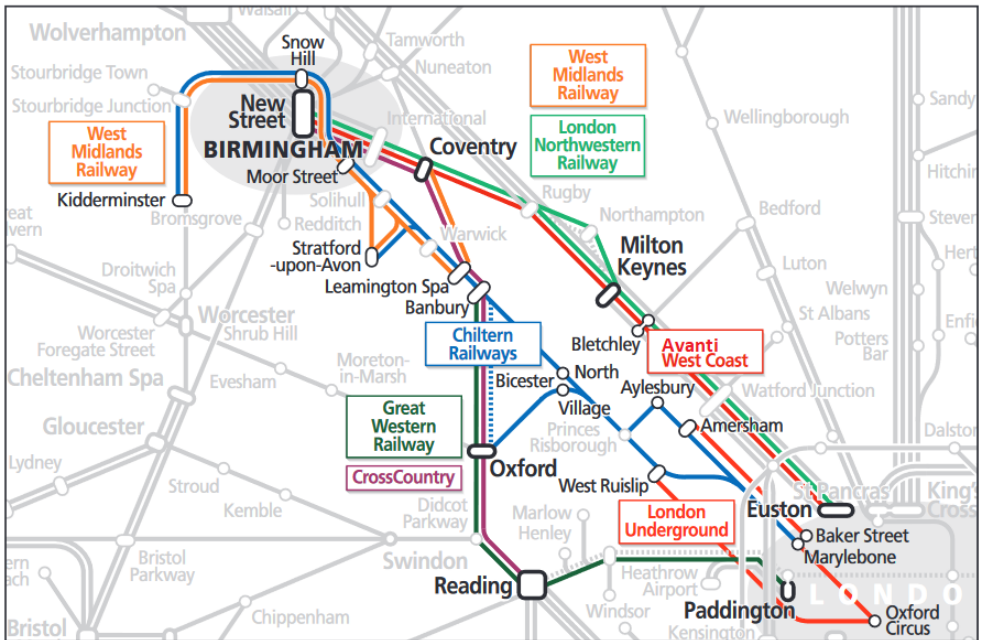 Walsall
Wolverhampton
Snow
Hill
Tamworth
Stourbridge Town
Nuneaton
West
Midlands
Railway
Sandy
New
Street
Stourbridge Junction
International
Wellingborough
London
Northwestern
Railway
West
Midlands
Railway
BIRMINGHAM
Coventry
Moor Street
Hitchin
Kidderminster
Solihull
Rugby
Bromsgrove
Redditch
Northampton
Bedford
Warwick
Stratford
-upon-Avon
Milton
Keynes
Droitwich
Spa
Leamington Spa
Luton
Banbury
Welwyn
Worcester
Shrub Hill
St Albans
Worcester
Foregate Street
Chiltern
Railways
Bletchley
Avanti
West Coast
Potters
Bar
Moreton-
in-Marsh
Cheltenham Spa
Evesham
Bicester
North
Village
Aylesbury
Watford Junction
Great
Western
Railway
Gloucester
Princes
Risborough
Amersham
Dalston
Lydney
Oxford
CrossCountry
Stroud
West Ruislip
St Pancras
King's
Cross
Didcot
Parkway
Kemble
Marlow
Henley
London
Underground
Euston
Baker Street
Marylebone
Bristol
Parkway
Swindon
Reading
Heathrow
Airport
Windsor
Paddington
LONDO
Chippenham
Bristol
Kensington
Oxford
Circus